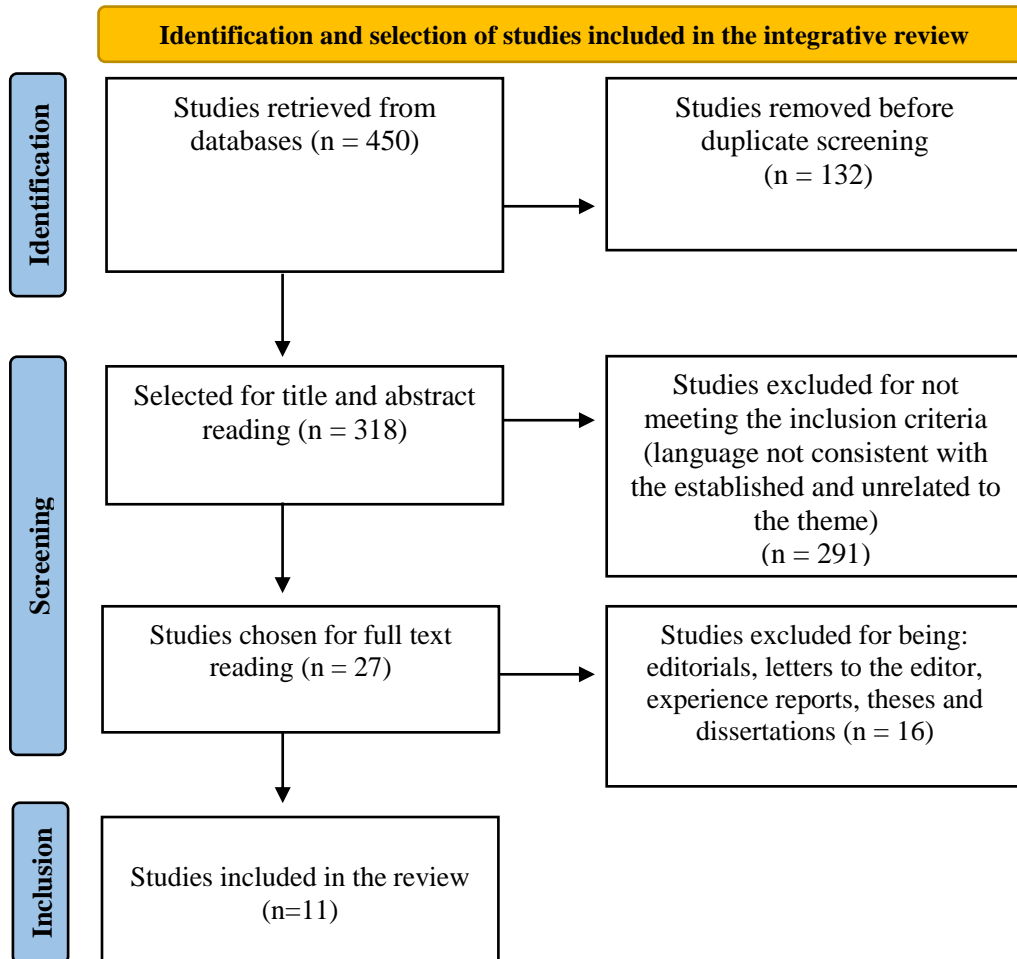 Identification and selection of studies included in the integrative review
Identification
Studies retrieved from
databases (n = 450)
Studies removed before
duplicate screening
(n = 132)
Screening
Selected for title and abstract
reading (n = 318)
Studies excluded for not
meeting the inclusion criteria
(language not consistent with
the established and unrelated to
the theme)
(n = 291)
Studies chosen for full text
reading (n = 27)
Studies excluded for being:
editorials, letters to the editor,
experience reports, theses and
dissertations (n = 16)
Inclusion
Studies included in the review
(n=11)